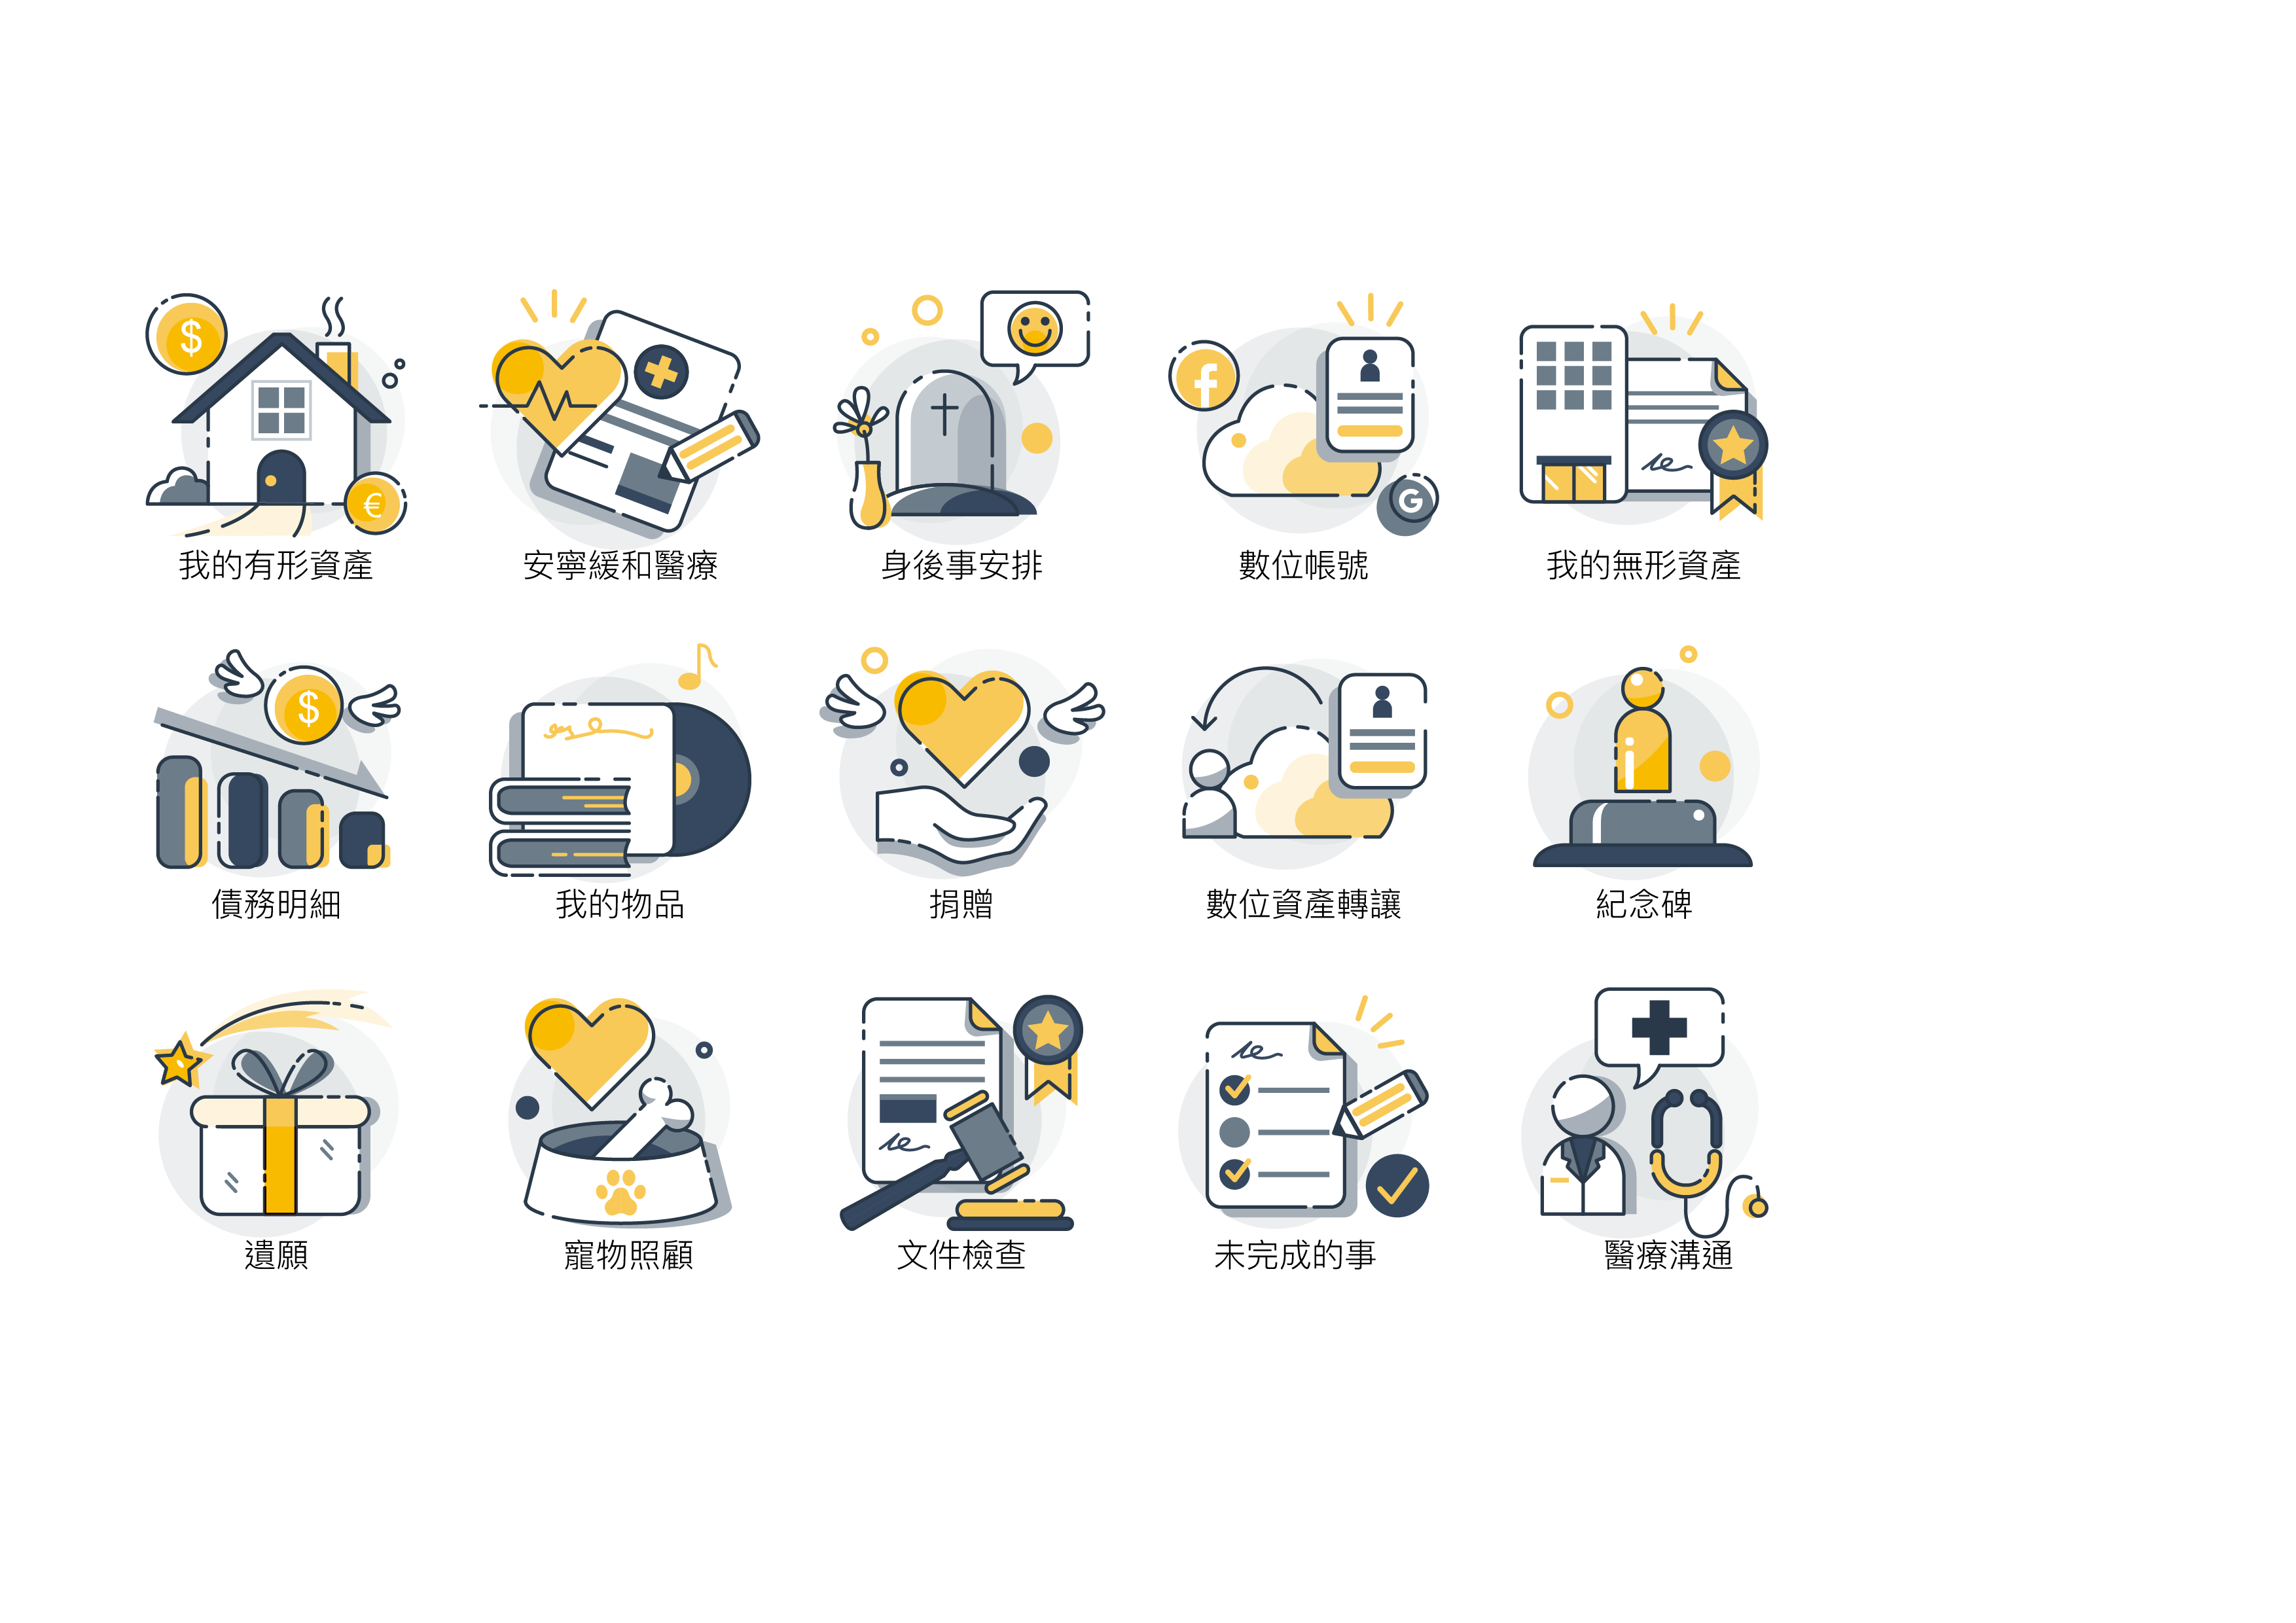 $
€
f
G
我的有形資產
安寧緩和醫療
身後事安排
數位帳號
我的無形資產
$
i
債務明細
我的物品
捐贈
數位資產轉讓
紀念碑
遺願
寵物照顧
文件檢查
未完成的事
醫療溝通